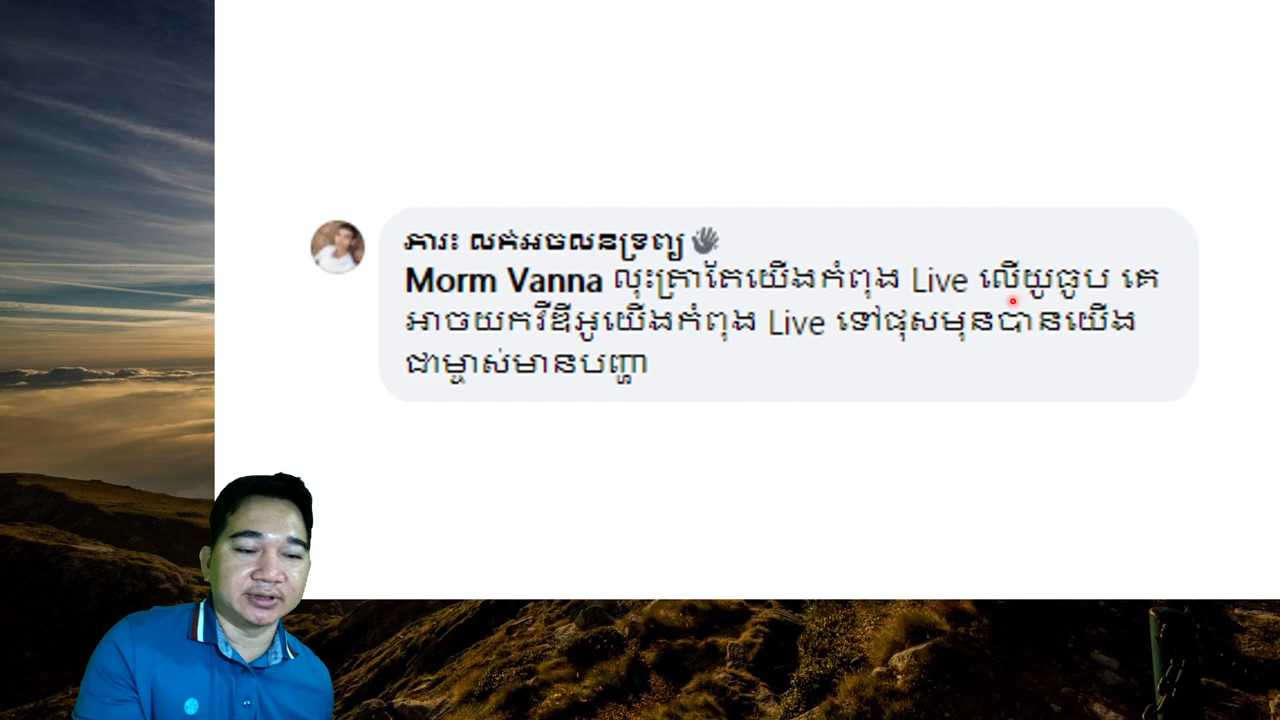 ភារៈ លក់អចលនទ្រព្យ
Morm Vanna លុះត្រាតែយើងកំពុង Live លើយូធូប គេ
អាចយកវីឌីអូយើងកំពុង Live ទៅផុសមុនបានយើង
ជាម្ចាស់មានបញ្ហា